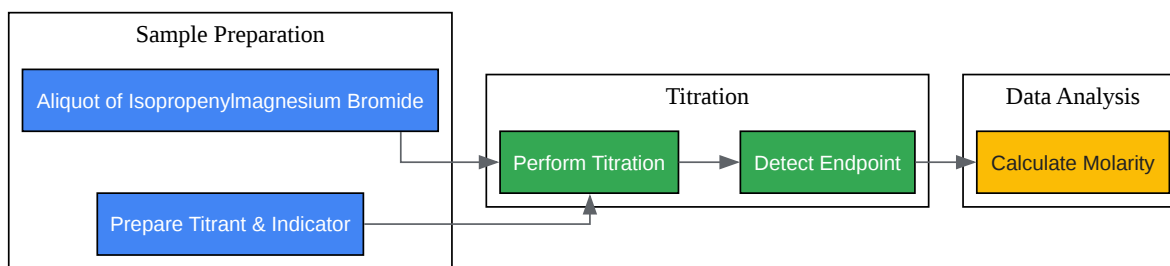 Sample Preparation
Aliquot of Isopropenylmagnesium Bromide
Prepare Titrant & Indicator
Titration
Perform Titration
Detect Endpoint
Data Analysis
Calculate Molarity